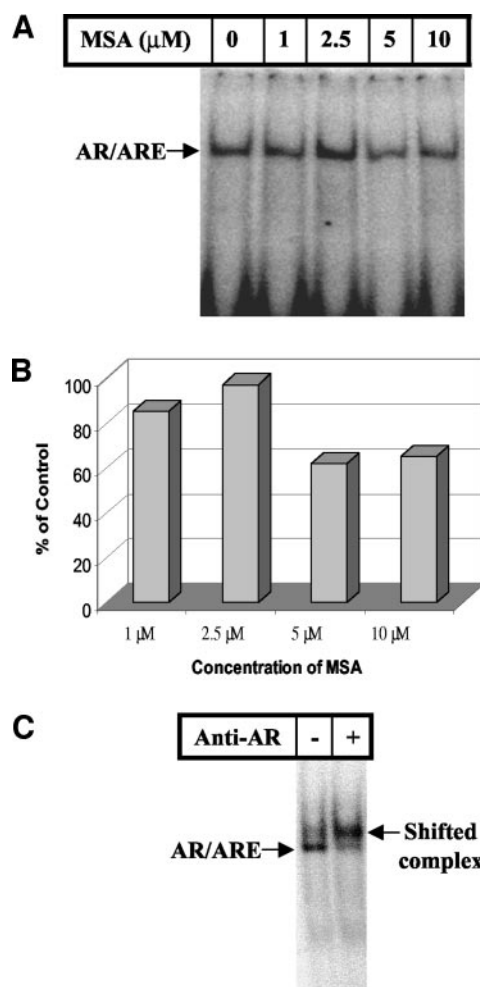 A
MSA (µM) 0 1 2.5 5 10
AR/ARE
B
100
80
60
40
20
0
% of Control
1 µM 2.5 µM 5 µM 10 µM
Concentration of MSA
C
Anti-AR - +
AR/ARE
Shifted
complex